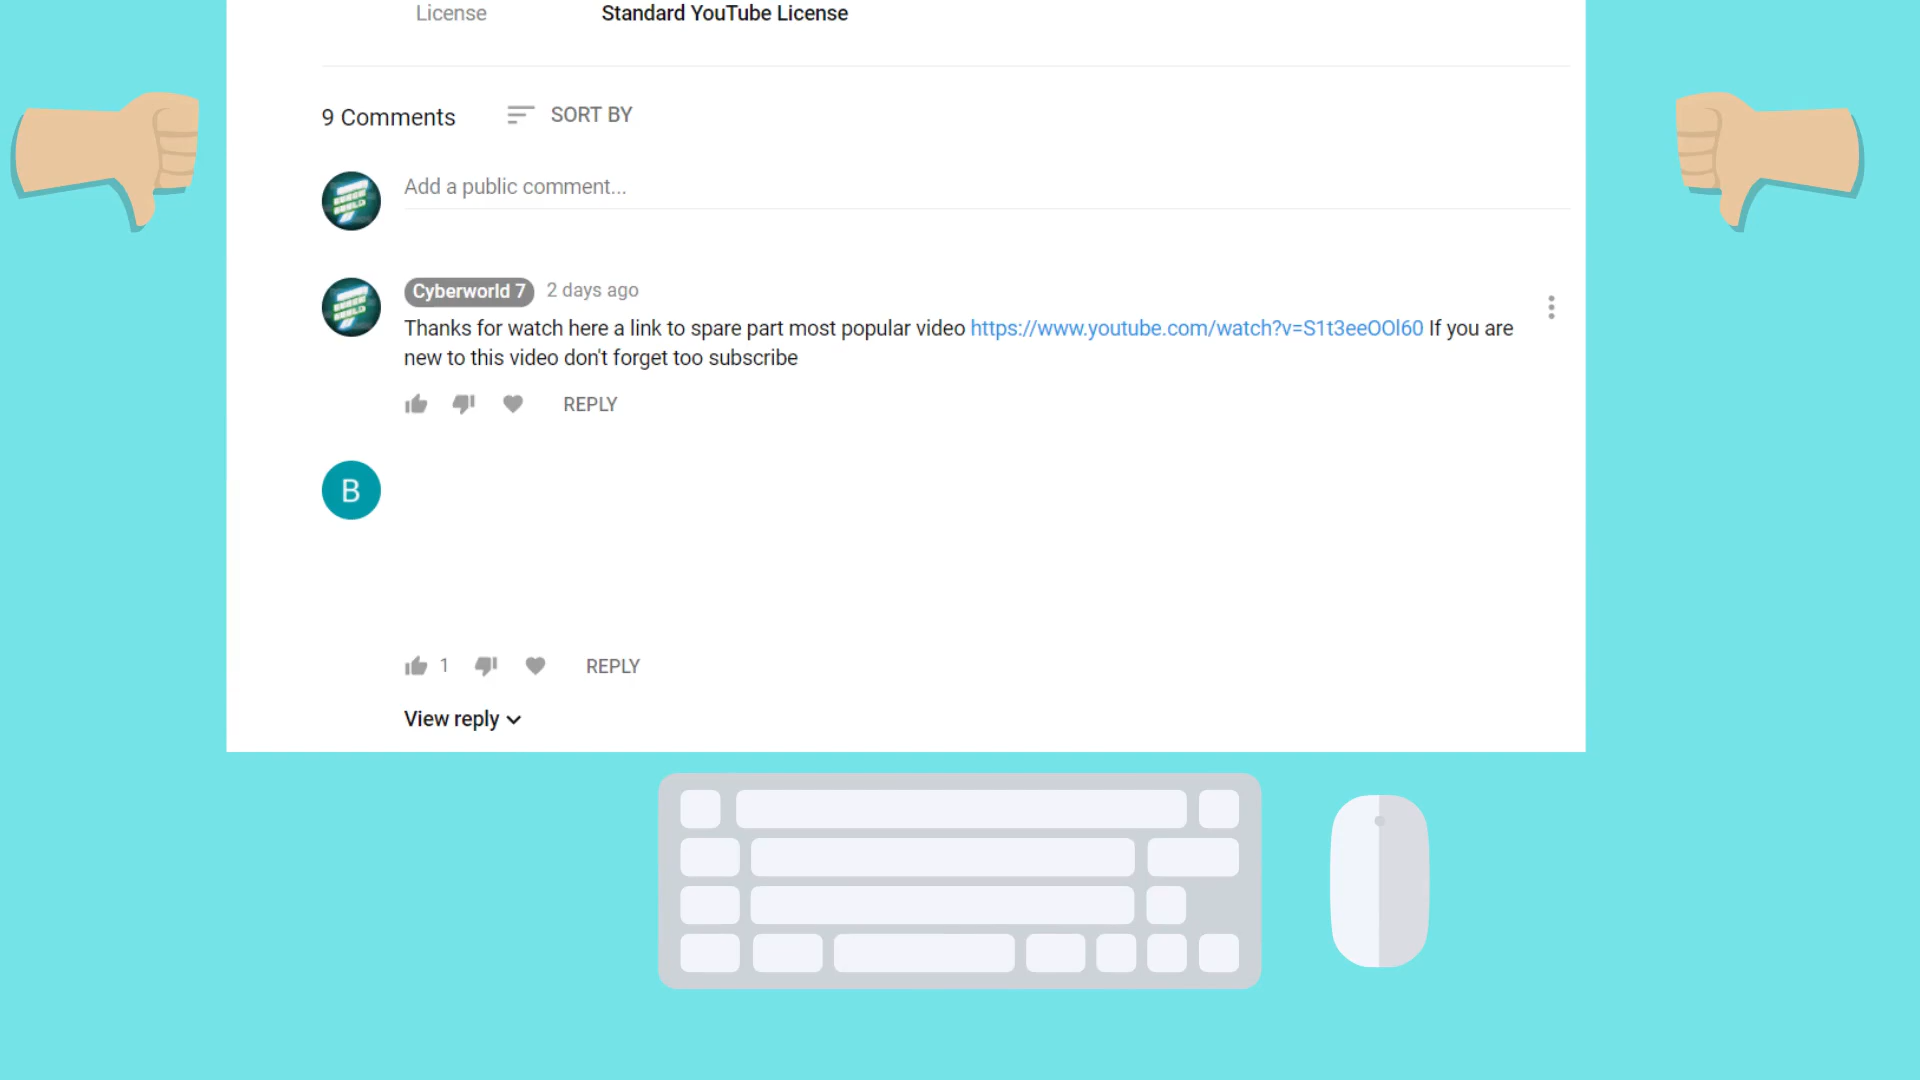 License Standard YouTube License
9 Comments SORT BY
Add a public comment...
Cyberworld 7 2 days ago
Thanks for watch here a link to spare part most popular video https://www.youtube.com/watch?v=S1t3eeOOl60 If you are
new to this video don't forget too subscribe
REPLY
B
1 REPLY
View reply